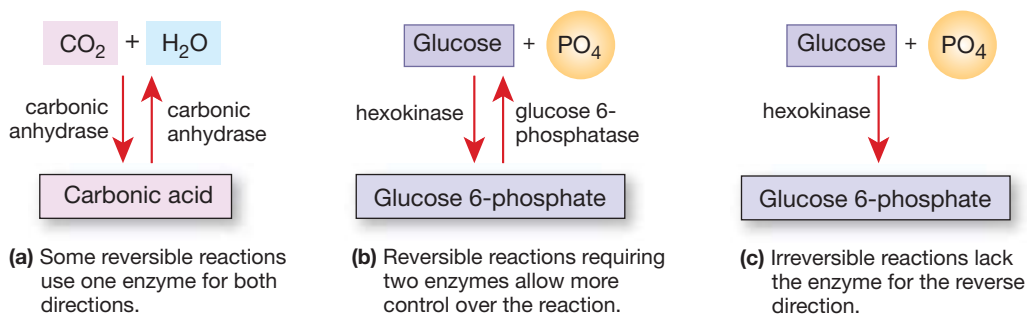 CO₂ + H₂O
carbonic
anhydrase
carbonic
anhydrase
Carbonic acid
(a) Some reversible reactions
use one enzyme for both
directions.
Glucose + PO₄
hexokinase
glucose 6-
phosphatase
Glucose 6-phosphate
(b) Reversible reactions requiring
two enzymes allow more
control over the reaction.
Glucose + PO₄
hexokinase
Glucose 6-phosphate
(c) Irreversible reactions lack
the enzyme for the reverse
direction.